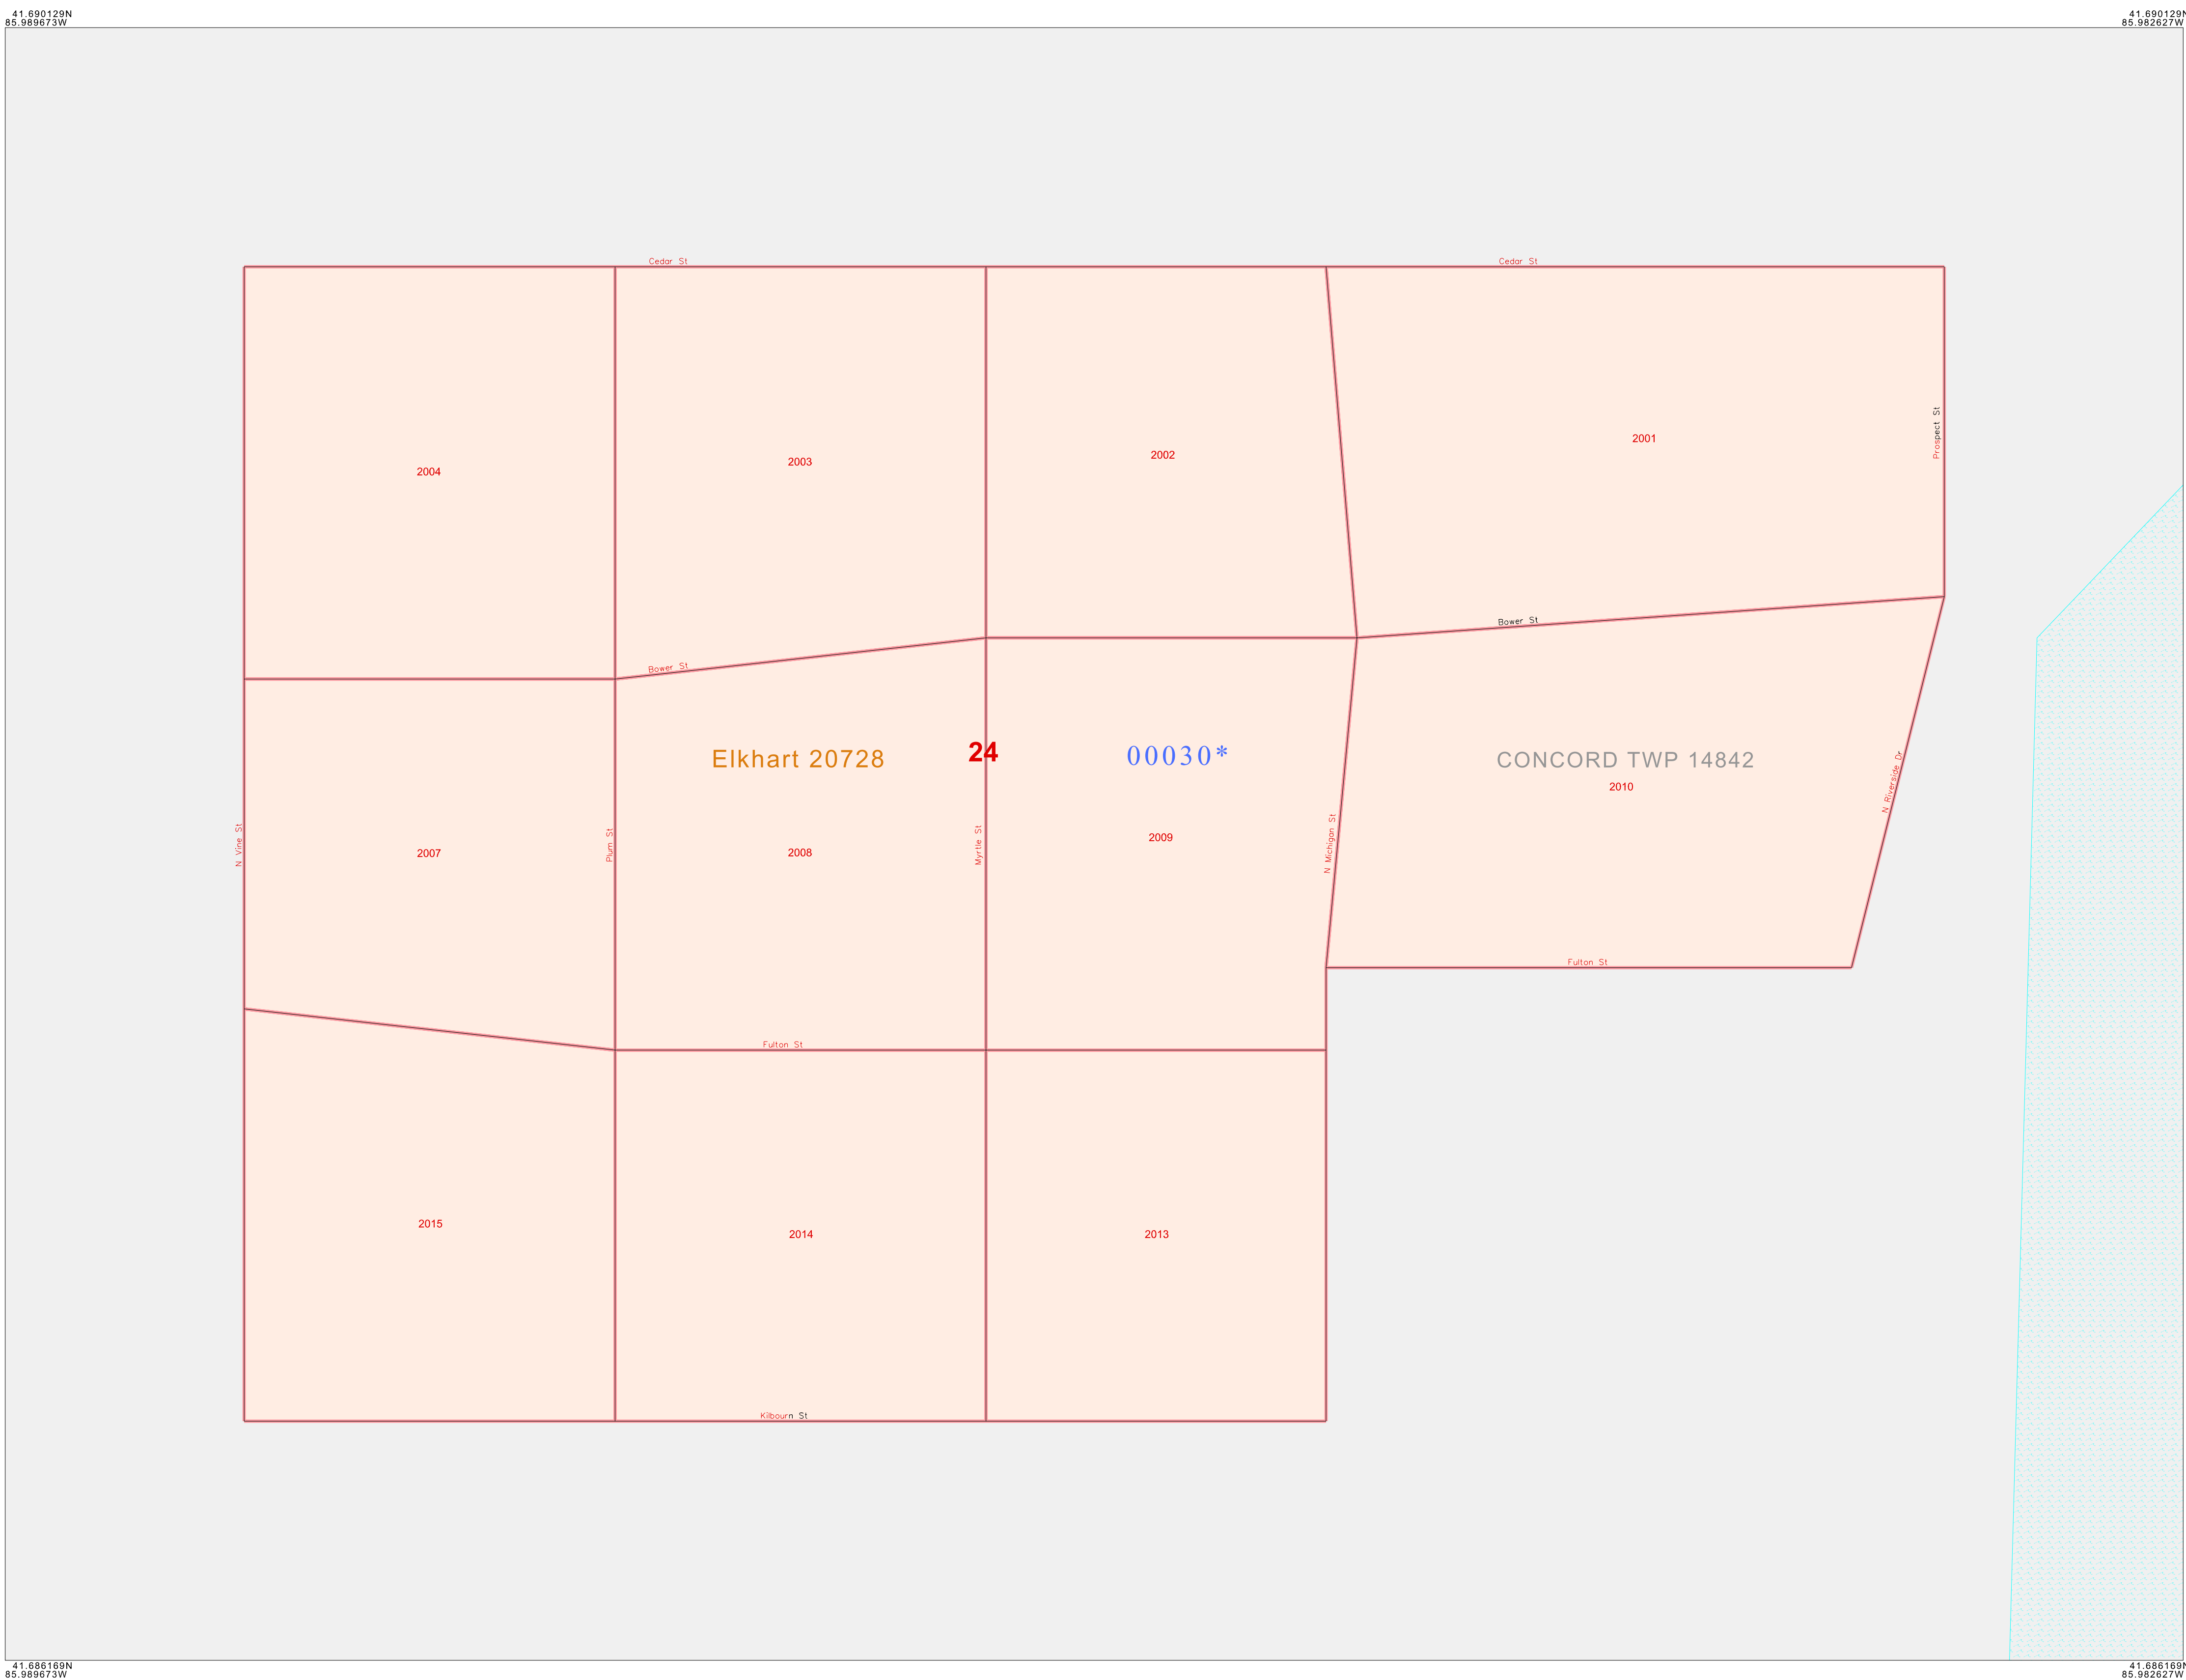 41.690129N
85.989673W
41.690129N
85.982627W
Cedar St
Cedar St
Prospect St
2001
2002
2003
2004
Bower St
Bower St
Elkhart 20728
24
00030*
CONCORD TWP 14842
2010
N Riverside Dr
N Vine St
Plum St
Myrtle St
N Michigan St
2007
2008
2009
Fulton St
Fulton St
2015
2014
2013
Kilbourn St
41.686169N
85.989673W
41.686169N
85.982627W